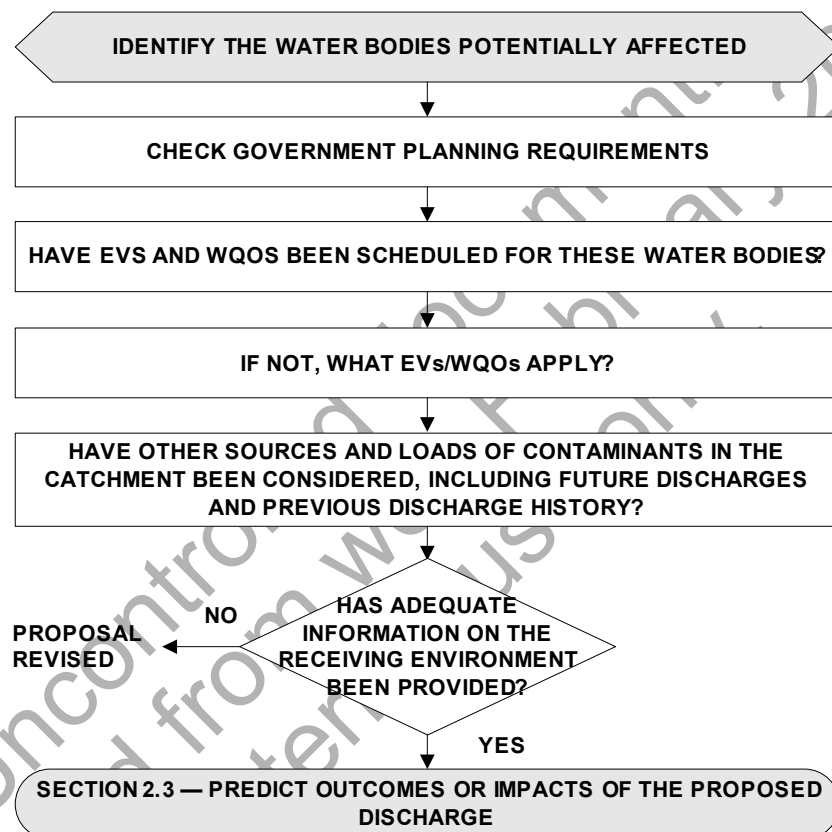 IDENTIFY THE WATER BODIES POTENTIALLY AFFECTED
CHECK GOVERNMENT PLANNING REQUIREMENTS
HAVE EVS AND WQOS BEEN SCHEDULED FOR THESE WATER BODIES?
IF NOT, WHAT EVs/WQOs APPLY?
HAVE OTHER SOURCES AND LOADS OF CONTAMINANTS IN THE
CATCHMENT BEEN CONSIDERED, INCLUDING FUTURE DISCHARGES
AND PREVIOUS DISCHARGE HISTORY?
NO
PROPOSAL
REVISED
HAS ADEQUATE
INFORMATION ON THE
RECEIVING ENVIRONMENT
BEEN PROVIDED?
YES
SECTION 2.3 — PREDICT OUTCOMES OR IMPACTS OF THE PROPOSED
DISCHARGE